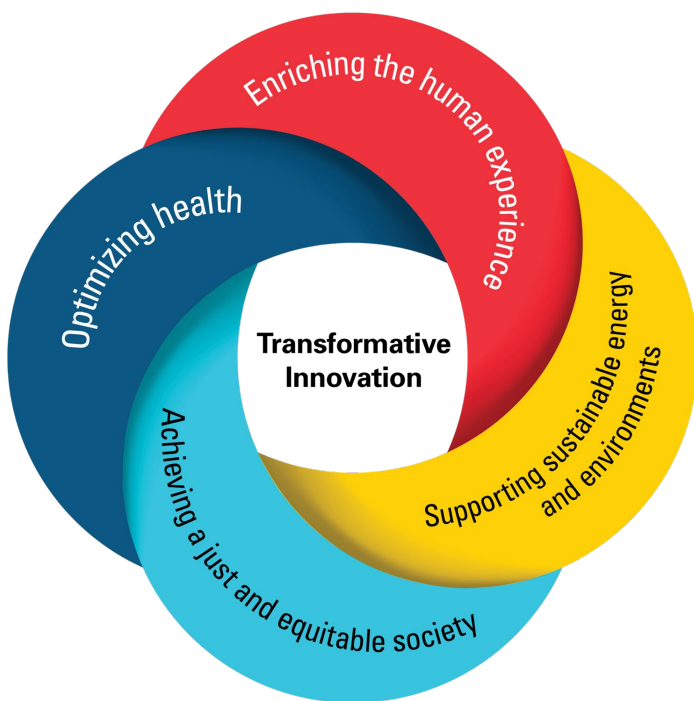 Enriching the human experience
Optimizing health
Transformative
Innovation
Supporting sustainable energy
and environments
Achieving a just and equitable society